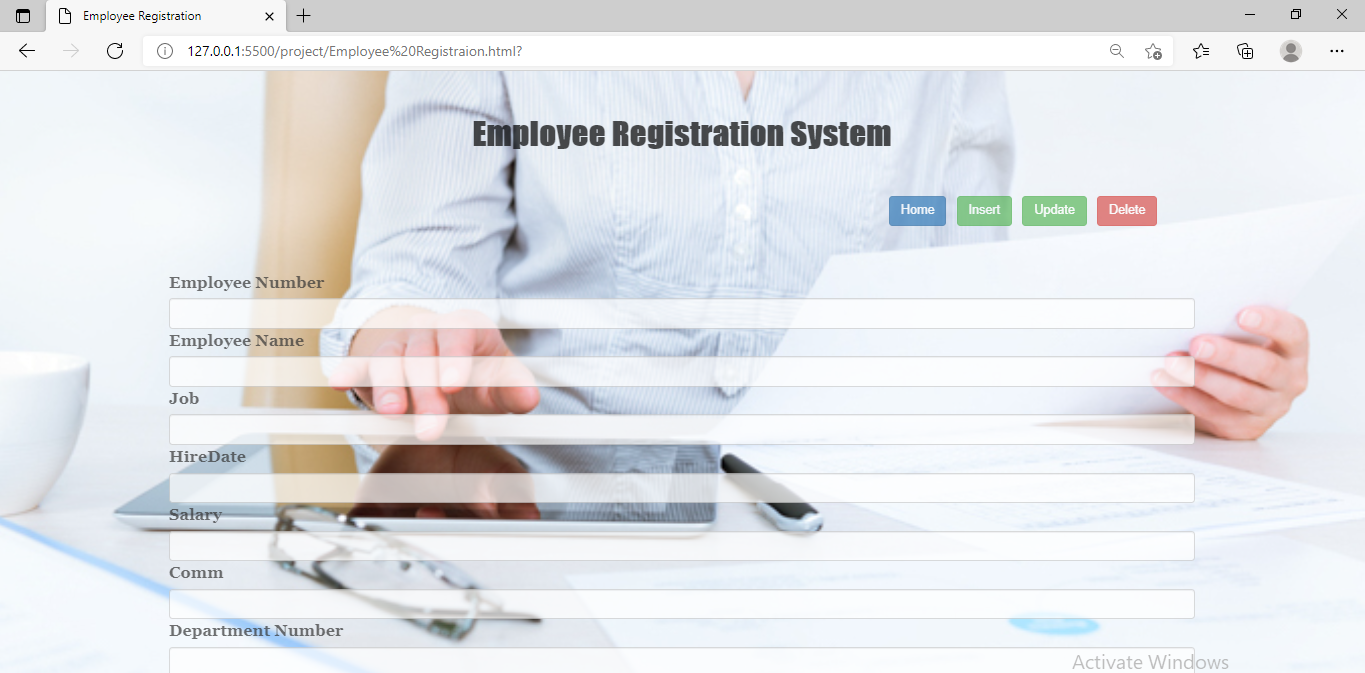 Employee Registration
127.0.0.1:5500/project/Employee%20Registraion.html?
Employee Registration System
Home Insert Update Delete
Employee Number
Employee Name
Job
HireDate
Salary
Comm
Department Number
Activate Windows